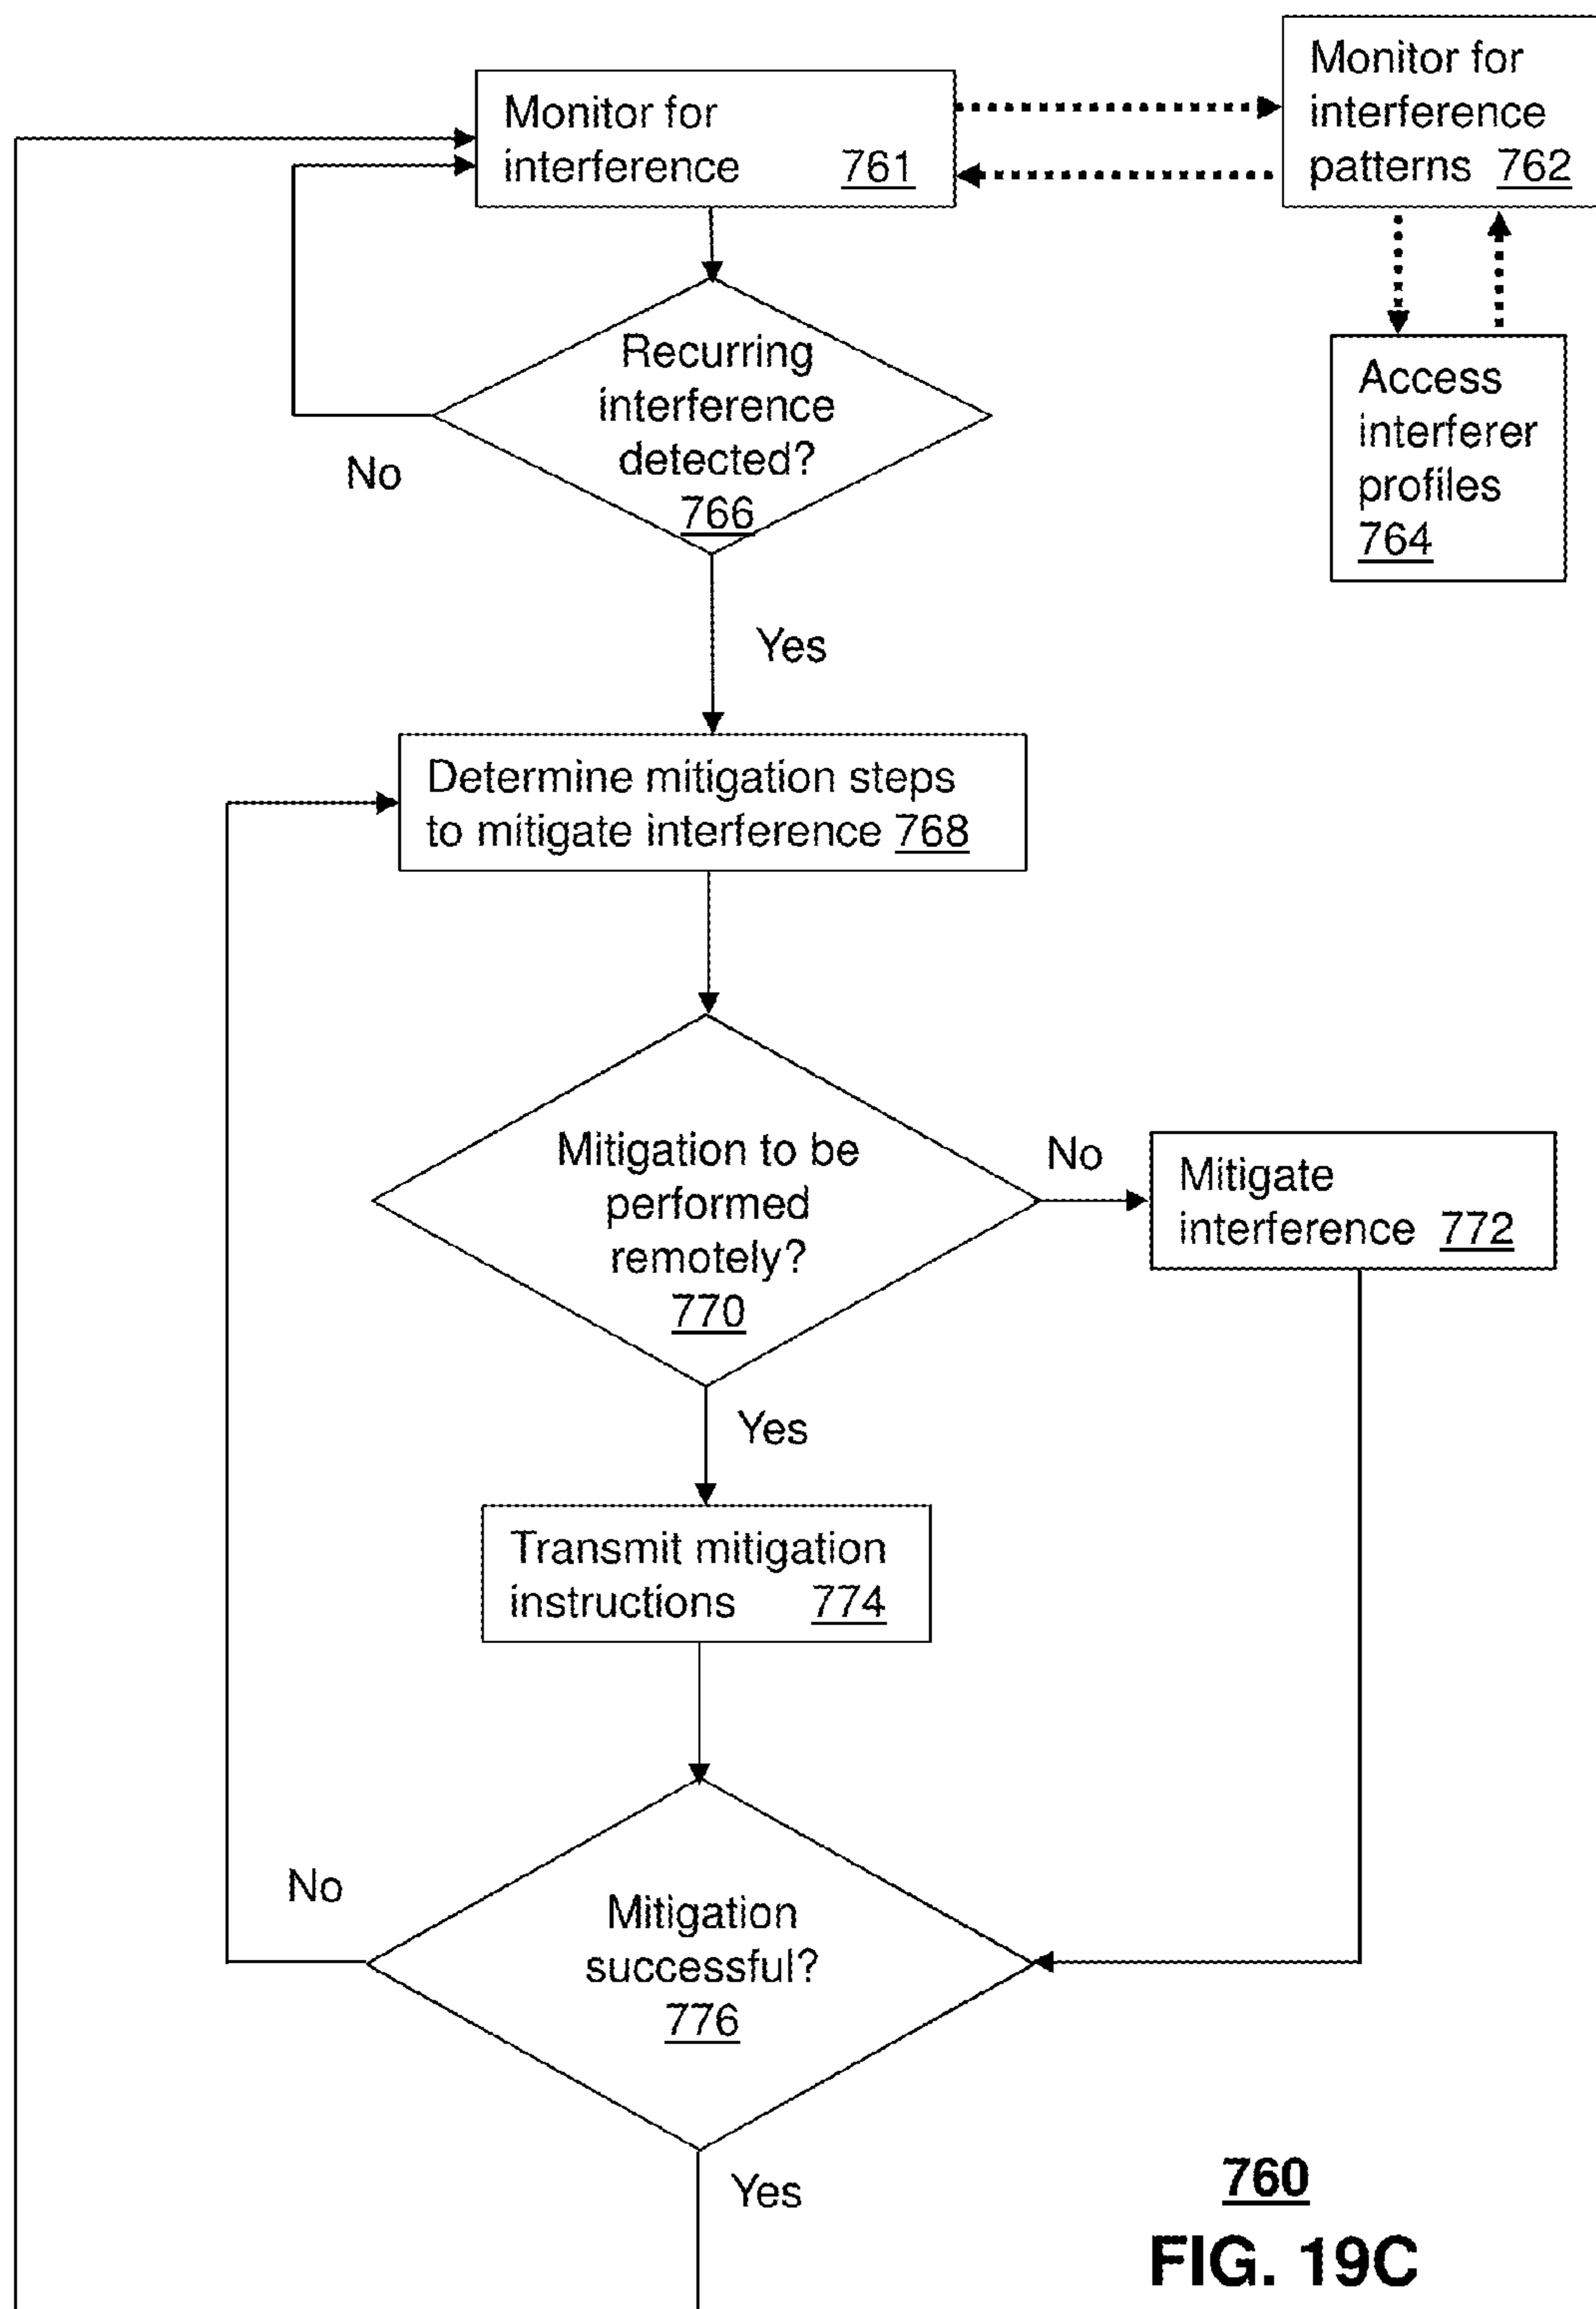 Monitor for
interference 761
Monitor for
interference
patterns 762
Recurring
interference
detected?
766
No
Access
interferer
profiles
764
Yes
Determine mitigation steps
to mitigate interference 768
Mitigation to be
performed
remotely?
770
No
Mitigate
interference 772
Yes
Transmit mitigation
instructions 774
No
Mitigation
successful?
776
Yes
760
FIG. 19C